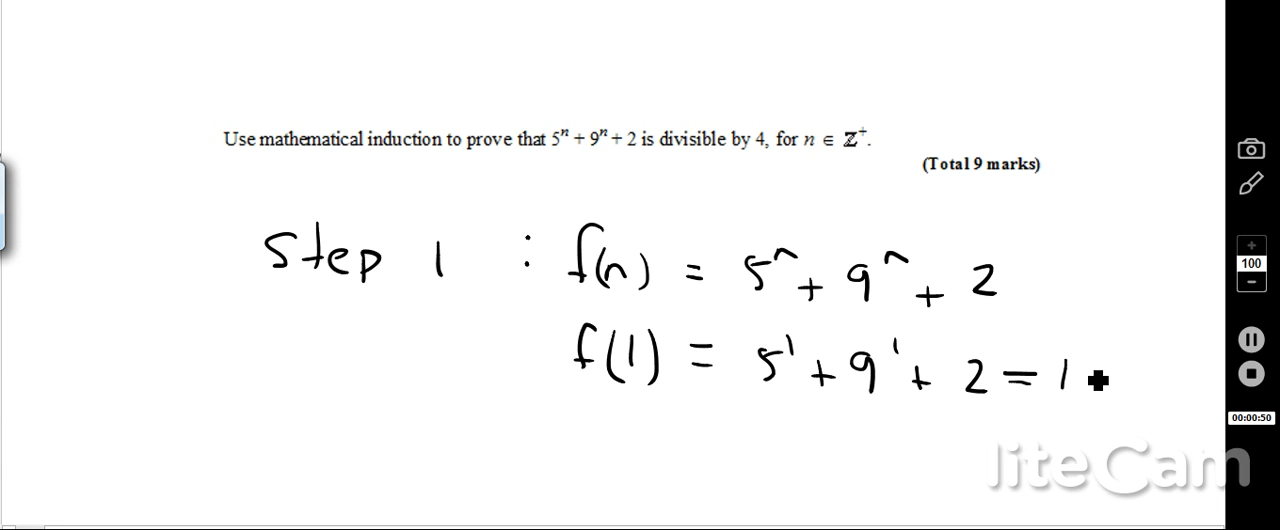 Use mathematical induction to prove that 5ⁿ + 9ⁿ + 2 is divisible by 4, for n ∈ ℤ⁺.
(Total 9 marks)
Step 1 : f(n) = 5ⁿ + 9ⁿ + 2
f(1) = 5¹ + 9¹ + 2 = 1
+
100
−
00:00:50
liteCam